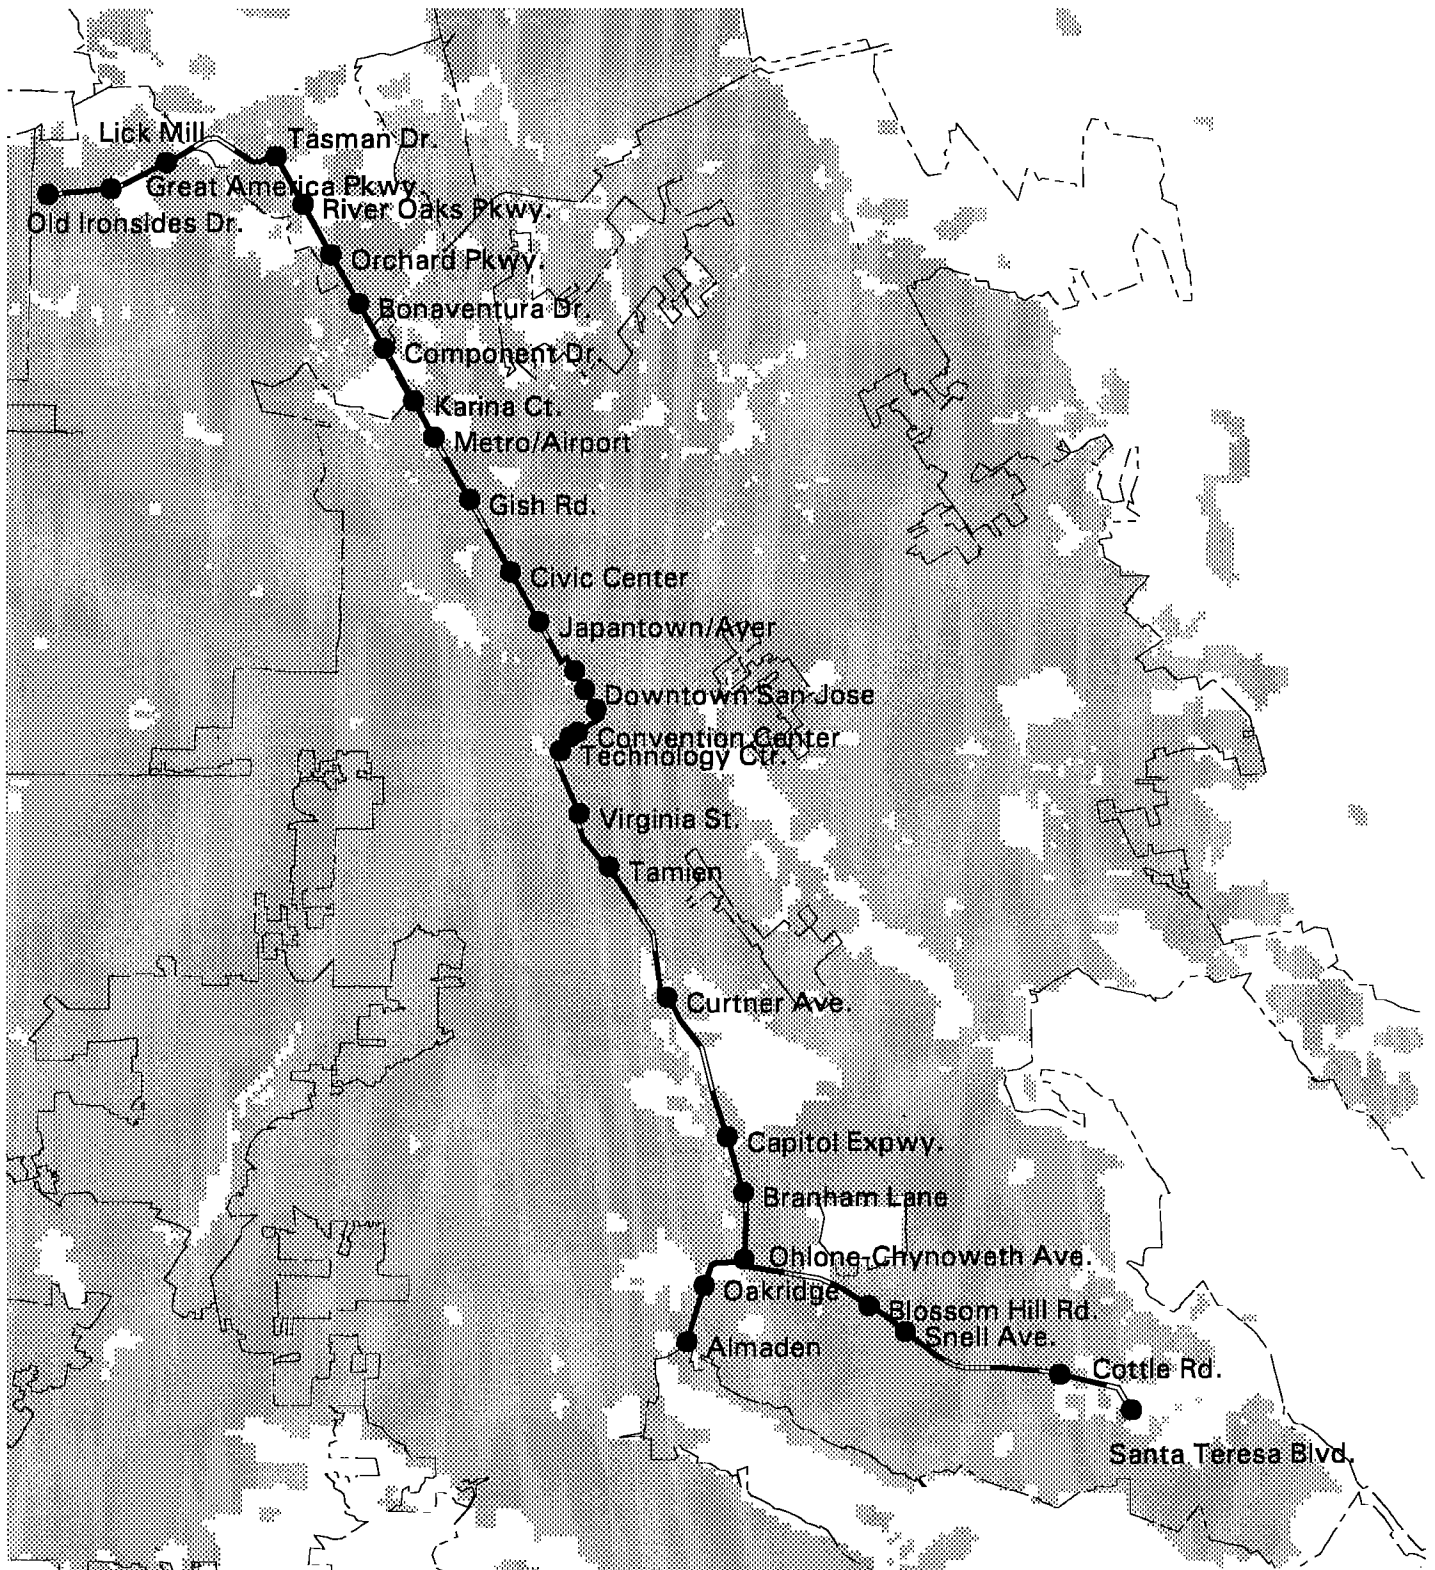 Lick Mill
Tasman Dr.
Great America Pkwy.
River Oaks Pkwy.
Old Ironsides Dr.
Orchard Pkwy.
Bonaventura Dr.
Component Dr.
Karina Ct.
Metro/Airport
Gish Rd.
Civic Center
Japantown/Ayer
Downtown San Jose
Convention Center
Technology Ctr.
Virginia St.
Tamien
Curtner Ave.
Capitol Expwy.
Branham Lane
Ohlone-Chynoweth Ave.
Oakridge
Blossom Hill Rd.
Snell Ave.
Almaden
Cottle Rd.
Santa Teresa Blvd.